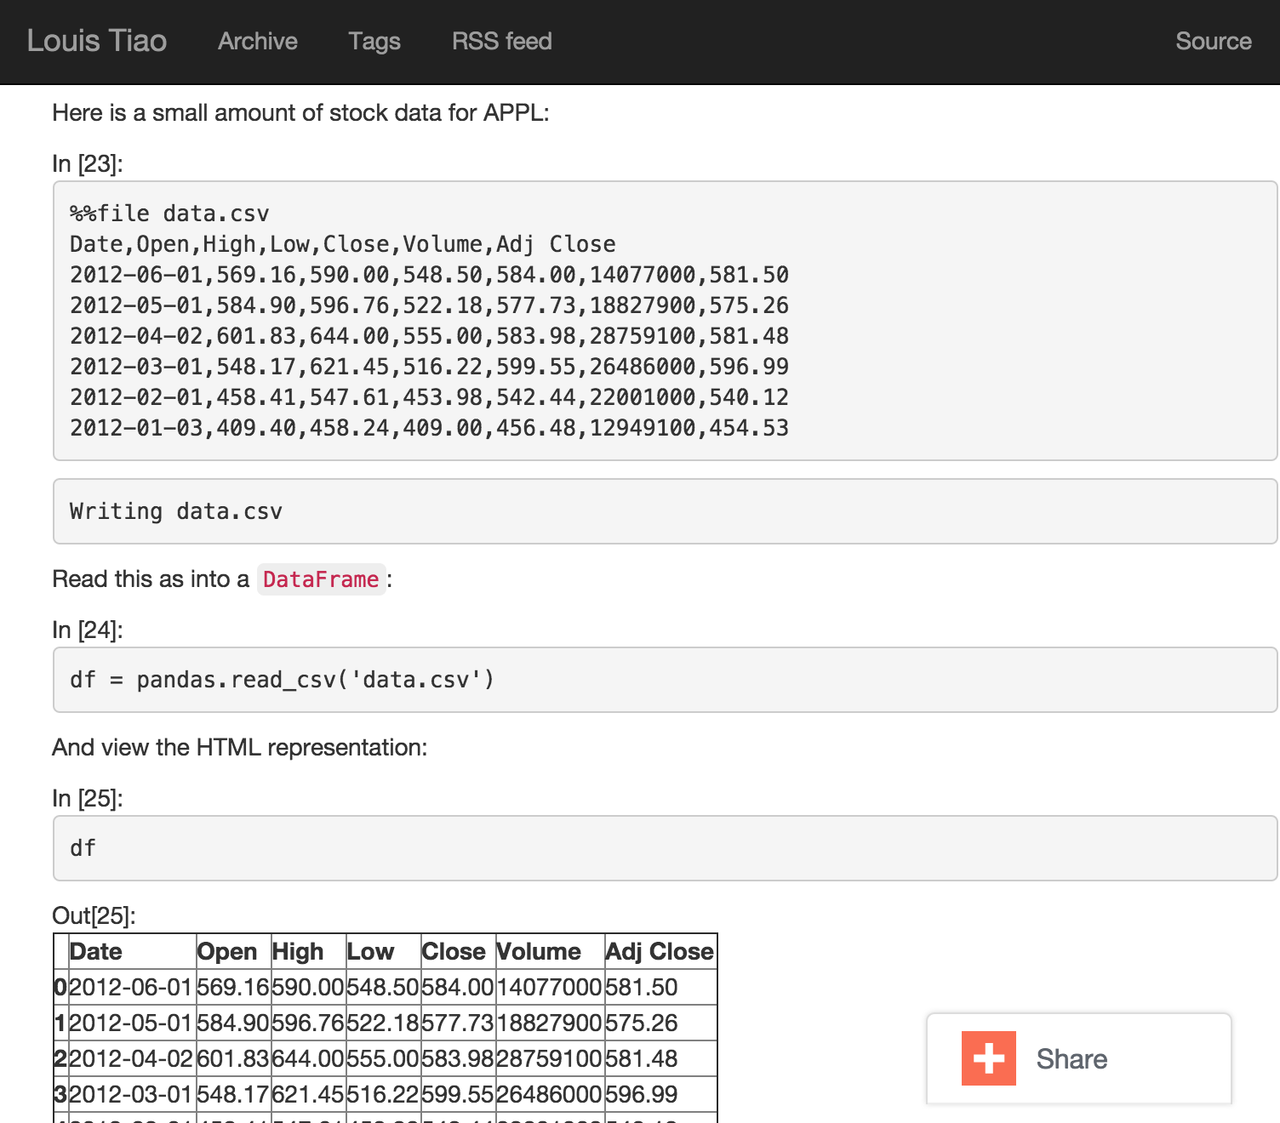 Louis Tiao Archive Tags RSS feed Source
Here is a small amount of stock data for APPL:
In [23]:
%%file data.csv
Date,Open,High,Low,Close,Volume,Adj Close
2012-06-01,569.16,590.00,548.50,584.00,14077000,581.50
2012-05-01,584.90,596.76,522.18,577.73,18827900,575.26
2012-04-02,601.83,644.00,555.00,583.98,28759100,581.48
2012-03-01,548.17,621.45,516.22,599.55,26486000,596.99
2012-02-01,458.41,547.61,453.98,542.44,22001000,540.12
2012-01-03,409.40,458.24,409.00,456.48,12949100,454.53
Writing data.csv
Read this as into a DataFrame:
In [24]:
df = pandas.read_csv('data.csv')
And view the HTML representation:
In [25]:
df
Out[25]:
Date Open High Low Close Volume Adj Close
0 2012-06-01 569.16 590.00 548.50 584.00 14077000 581.50
1 2012-05-01 584.90 596.76 522.18 577.73 18827900 575.26
2 2012-04-02 601.83 644.00 555.00 583.98 28759100 581.48
3 2012-03-01 548.17 621.45 516.22 599.55 26486000 596.99
Share